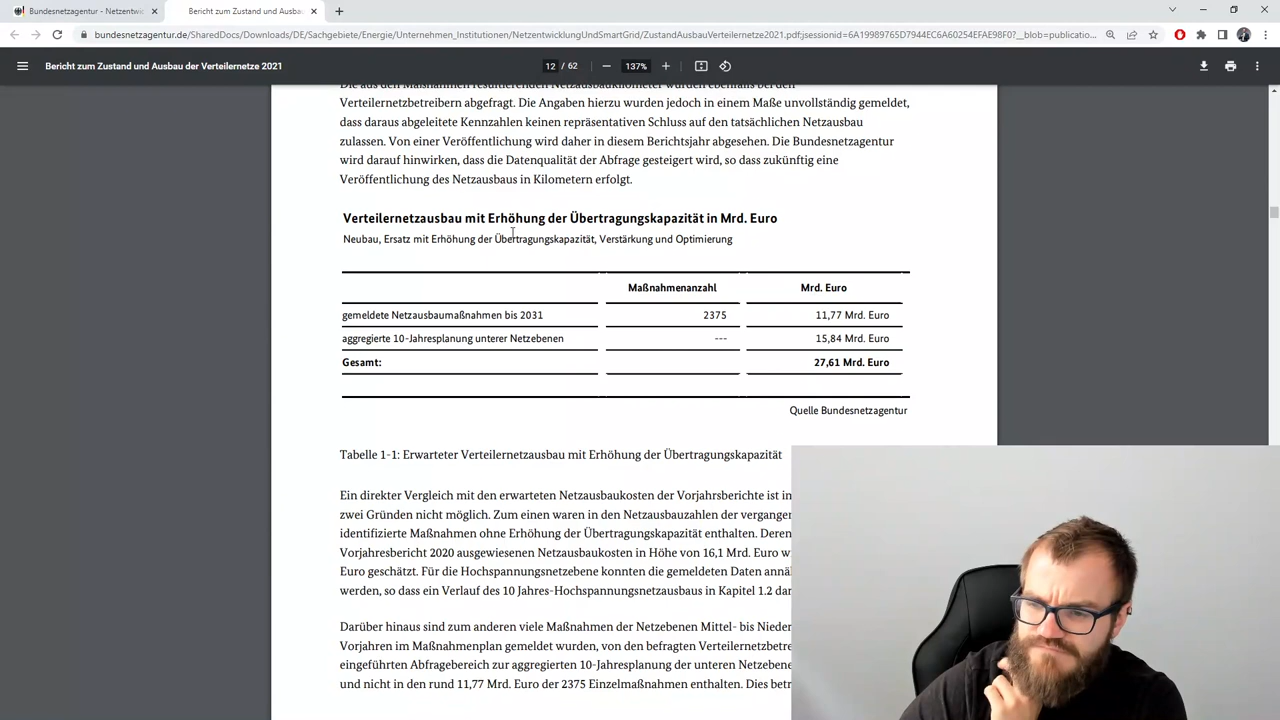 Bundesnetzagentur - Netzentwick
Bericht zum Zustand und Ausbau
bundesnetzagentur.de/SharedDocs/Downloads/DE/Sachgebiete/Energie/Unternehmen_Institutionen/NetzentwicklungUndSmartGrid/ZustandAusbauVerteilernetze2021.pdf;jsessionid=6A19989765D7944EC6A60254EFAE98F0?__blob=publicatio...
Bericht zum Zustand und Ausbau der Verteilernetze 2021
12 / 62
137%
Die aus den Maßnahmen resultierenden Netzausbaukilometer wurden ebenfalls bei den
Verteilernetzbetreibern abgefragt. Die Angaben hierzu wurden jedoch in einem Maße unvollständig gemeldet,
dass daraus abgeleitete Kennzahlen keinen repräsentativen Schluss auf den tatsächlichen Netzausbau
zulassen. Von einer Veröffentlichung wird daher in diesem Berichtsjahr abgesehen. Die Bundesnetzagentur
wird darauf hinwirken, dass die Datenqualität der Abfrage gesteigert wird, so dass zukünftig eine
Veröffentlichung des Netzausbaus in Kilometern erfolgt.
Verteilernetzausbau mit Erhöhung der Übertragungskapazität in Mrd. Euro
Neubau, Ersatz mit Erhöhung der Übertragungskapazität, Verstärkung und Optimierung
Maßnahmenanzahl Mrd. Euro
gemeldete Netzausbaumaßnahmen bis 2031 2375 11,77 Mrd. Euro
aggregierte 10-Jahresplanung unterer Netzebenen --- 15,84 Mrd. Euro
Gesamt: 27,61 Mrd. Euro
Quelle Bundesnetzagentur
Tabelle 1-1: Erwarteter Verteilernetzausbau mit Erhöhung der Übertragungskapazität
Ein direkter Vergleich mit den erwarteten Netzausbaukosten der Vorjahrsberichte ist in
zwei Gründen nicht möglich. Zum einen waren in den Netzausbauzahlen der vergangen
identifizierte Maßnahmen ohne Erhöhung der Übertragungskapazität enthalten. Deren
Vorjahresbericht 2020 ausgewiesenen Netzausbaukosten in Höhe von 16,1 Mrd. Euro w
Euro geschätzt. Für die Hochspannungsnetzebene konnten die gemeldeten Daten annä
werden, so dass ein Verlauf des 10 Jahres-Hochspannungsnetzausbaus in Kapitel 1.2 dar
Darüber hinaus sind zum anderen viele Maßnahmen der Netzebenen Mittel- bis Nieder
Vorjahren im Maßnahmenplan gemeldet wurden, von den befragten Verteilernetzbetre
eingeführten Abfragebereich zur aggregierten 10-Jahresplanung der unteren Netzebene
und nicht in den rund 11,77 Mrd. Euro der 2375 Einzelmaßnahmen enthalten. Dies betr